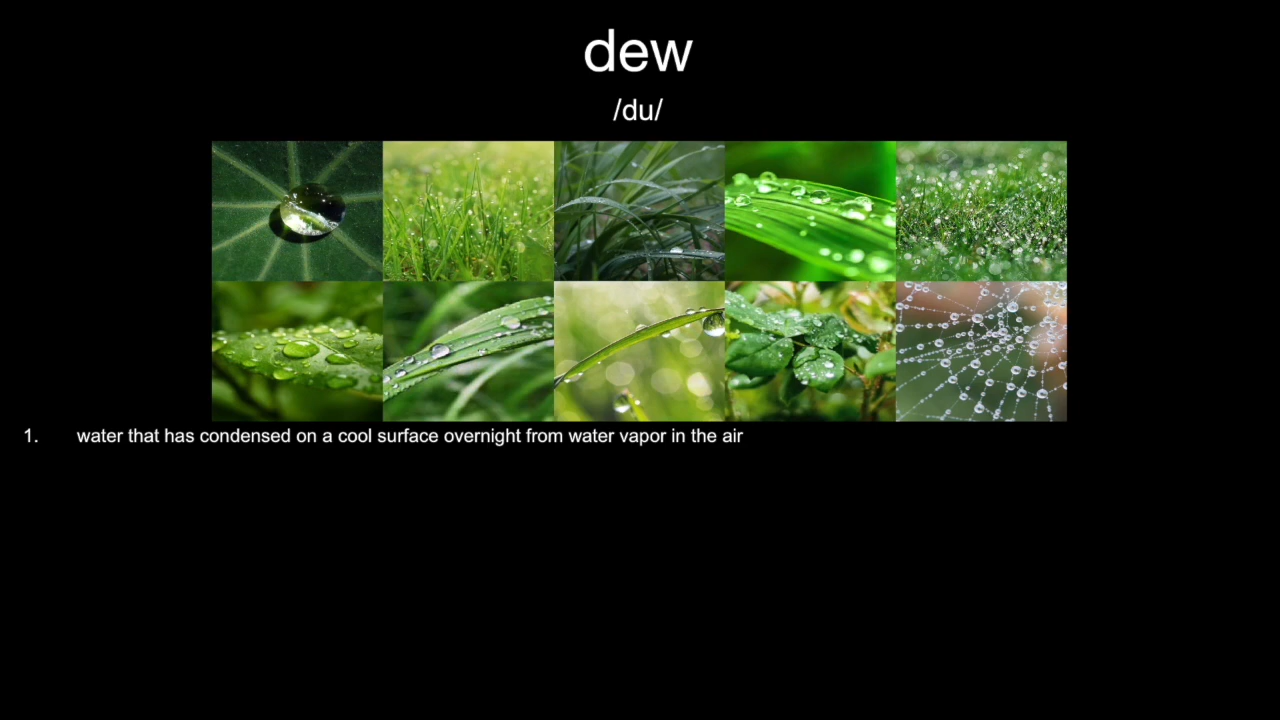 dew
/du/
1. water that has condensed on a cool surface overnight from water vapor in the air